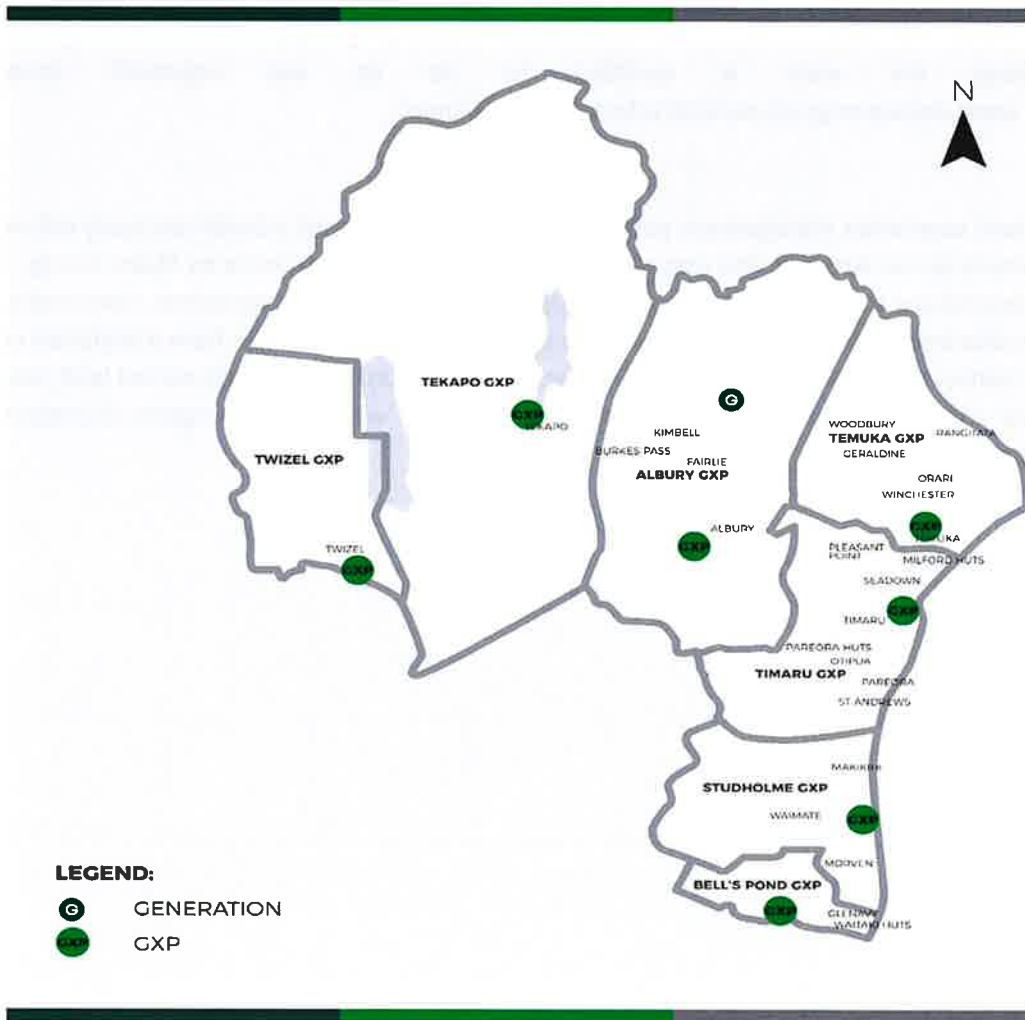 N
TEKAPO GXP
GXP
TEKAPO
TWIZEL GXP
TWIZEL
GXP
G
KIMBELL
BURKES PASS
FAIRLIE
ALBURY GXP
ALBURY
GXP
WOODBURY
TEMUKA GXP
RANGITATA
GERALDINE
ORARI
WINCHESTER
GXP
TEMUKA
PLEASANT
POINT
MILFORD HUTS
SEADOWN
GXP
TIMARU
PAREORA HUTS
OTIPUA
TIMARU GXP
PAREORA
ST ANDREWS
MAKIKIHI
STUDHOLME GXP
WAIMATE
GXP
MORVEN
BELL'S POND GXP
GXP
GLENAVY
WAITAKI HUTS
LEGEND:
G GENERATION
GXP GXP